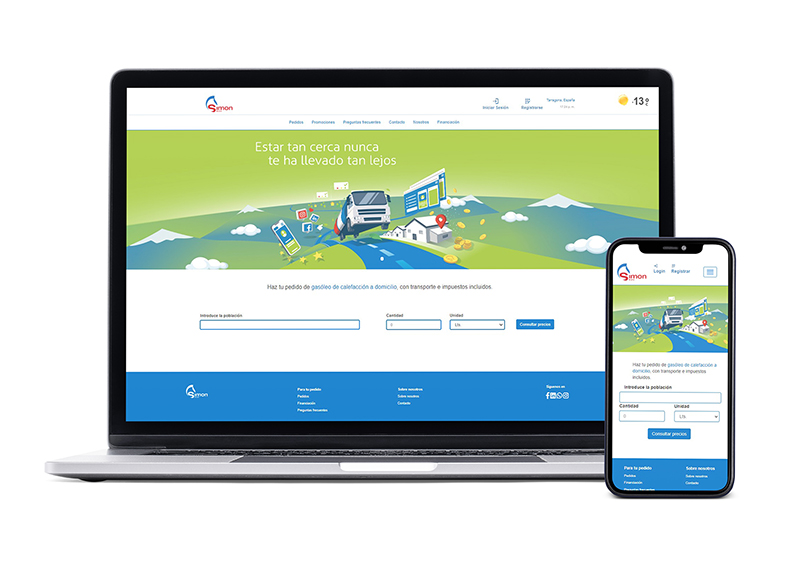 Simon
Iniciar Sesión
Registrarse
Tarragona, España
13º
Pedidos Promociones Preguntas frecuentes Contacto Nosotros Financiación
Estar tan cerca nunca
te ha llevado tan lejos
Haz tu pedido de gasóleo de calefacción a domicilio, con transporte e impuestos incluidos.
Introduce la población Cantidad Unidad
Consultar precios
Simon
Para tu pedido
Pedidos
Financiación
Preguntas frecuentes
Sobre nosotros
Sobre nosotros
Contacto
Síguenos en
Simon
Login Registrar
Haz tu pedido de gasóleo de calefacción a
domicilio, con transporte e impuestos
incluidos.
Introduce la población
Cantidad Unidad
Consultar precios
Para tu pedido Sobre nosotros
Pedidos Sobre nosotros
Financiación Contacto
Preguntas frecuentes